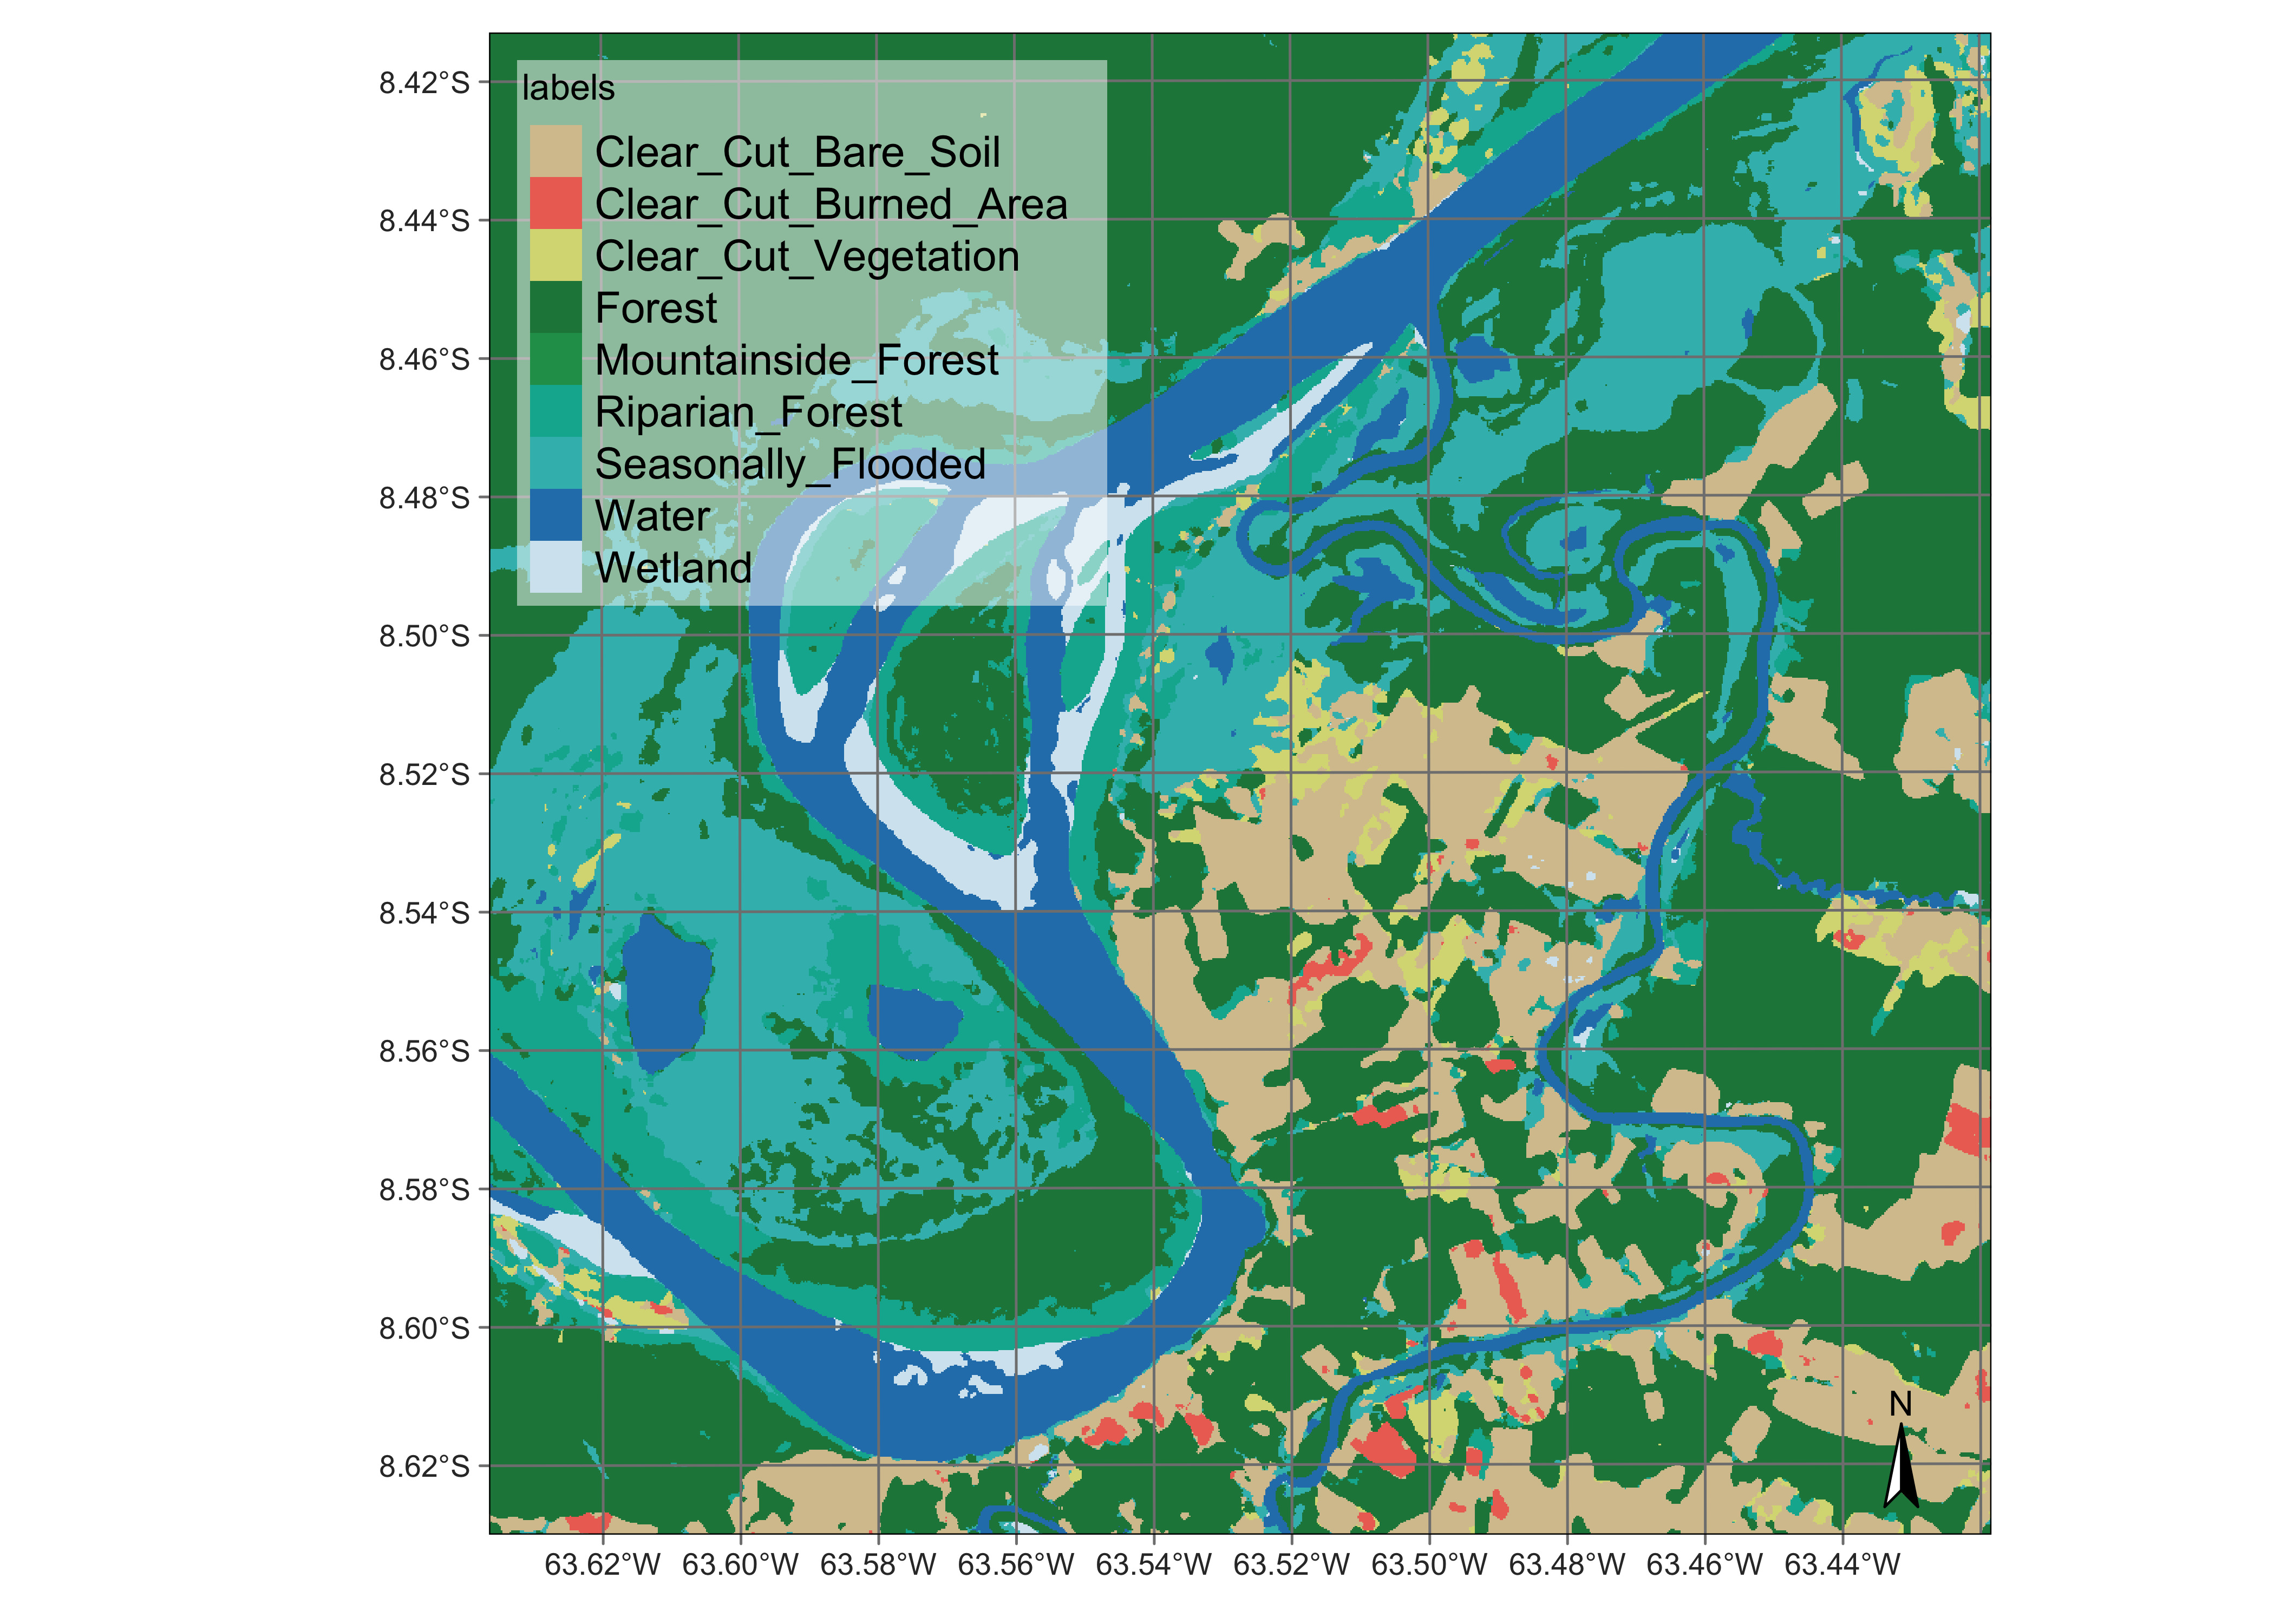 labels
Clear_Cut_Bare_Soil
Clear_Cut_Burned_Area
Clear_Cut_Vegetation
Forest
Mountainside_Forest
Riparian_Forest
Seasonally_Flooded
Water
Wetland
8.42°S
8.44°S
8.46°S
8.48°S
8.50°S
8.52°S
8.54°S
8.56°S
8.58°S
8.60°S
8.62°S
N
63.62°W 63.60°W 63.58°W 63.56°W 63.54°W 63.52°W 63.50°W 63.48°W 63.46°W 63.44°W